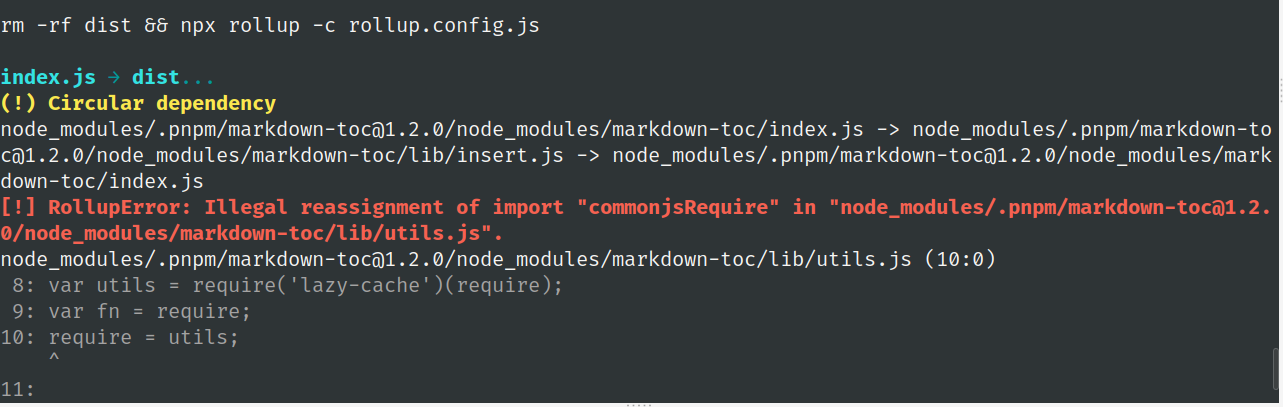 rm -rf dist && npx rollup -c rollup.config.js
index.js → dist...
(!) Circular dependency
node_modules/.pnpm/markdown-toc@1.2.0/node_modules/markdown-toc/index.js -> node_modules/.pnpm/markdown-to
c@1.2.0/node_modules/markdown-toc/lib/insert.js -> node_modules/.pnpm/markdown-toc@1.2.0/node_modules/mark
down-toc/index.js
[!] RollupError: Illegal reassignment of import "commonjsRequire" in "node_modules/.pnpm/markdown-toc@1.2.
0/node_modules/markdown-toc/lib/utils.js".
node_modules/.pnpm/markdown-toc@1.2.0/node_modules/markdown-toc/lib/utils.js (10:0)
 8: var utils = require('lazy-cache')(require);
 9: var fn = require;
10: require = utils;
    ^
11: